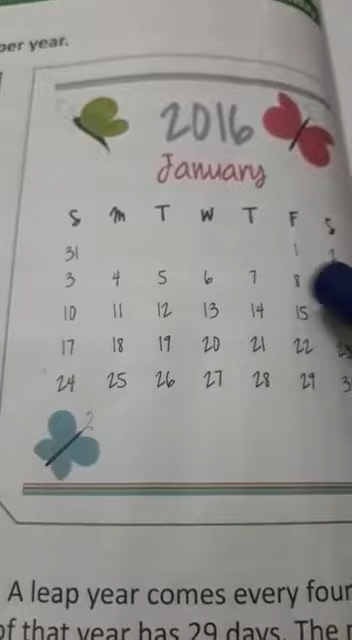 per year.
2016
January
S M T W T F S
31 1 2
3 4 5 6 7 8
10 11 12 13 14 15
17 18 19 20 21 22
24 25 26 27 28 29
A leap year comes every four
of that year has 29 days. The